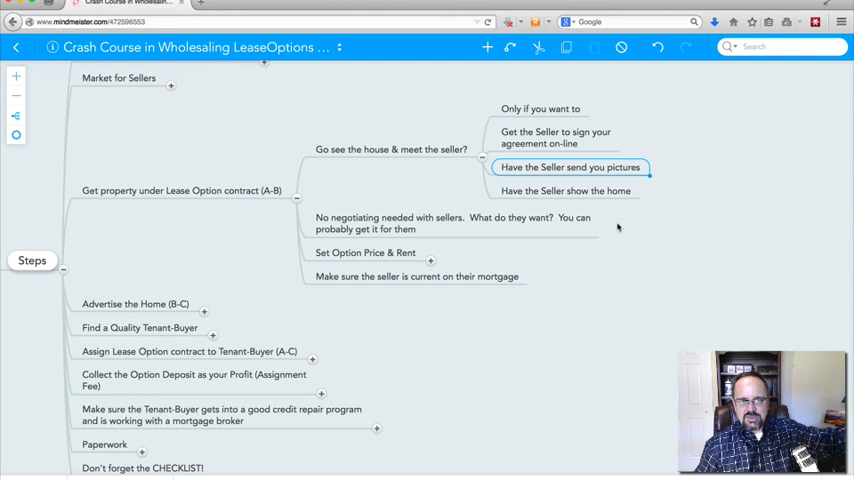 Crash Course in Wholesaling LeaseOptions ...
www.mindmeister.com/472596553
Google
Crash Course in Wholesaling LeaseOptions ...
Search
Market for Sellers
Only if you want to
Get the Seller to sign your
agreement on-line
Go see the house & meet the seller?
Have the Seller send you pictures
Get property under Lease Option contract (A-B)
Have the Seller show the home
No negotiating needed with sellers. What do they want? You can
probably get it for them
Set Option Price & Rent
Steps
Make sure the seller is current on their mortgage
Advertise the Home (B-C)
Find a Quality Tenant-Buyer
Assign Lease Option contract to Tenant-Buyer (A-C)
Collect the Option Deposit as your Profit (Assignment
Fee)
Make sure the Tenant-Buyer gets into a good credit repair program
and is working with a mortgage broker
Paperwork
Don't forget the CHECKLIST!